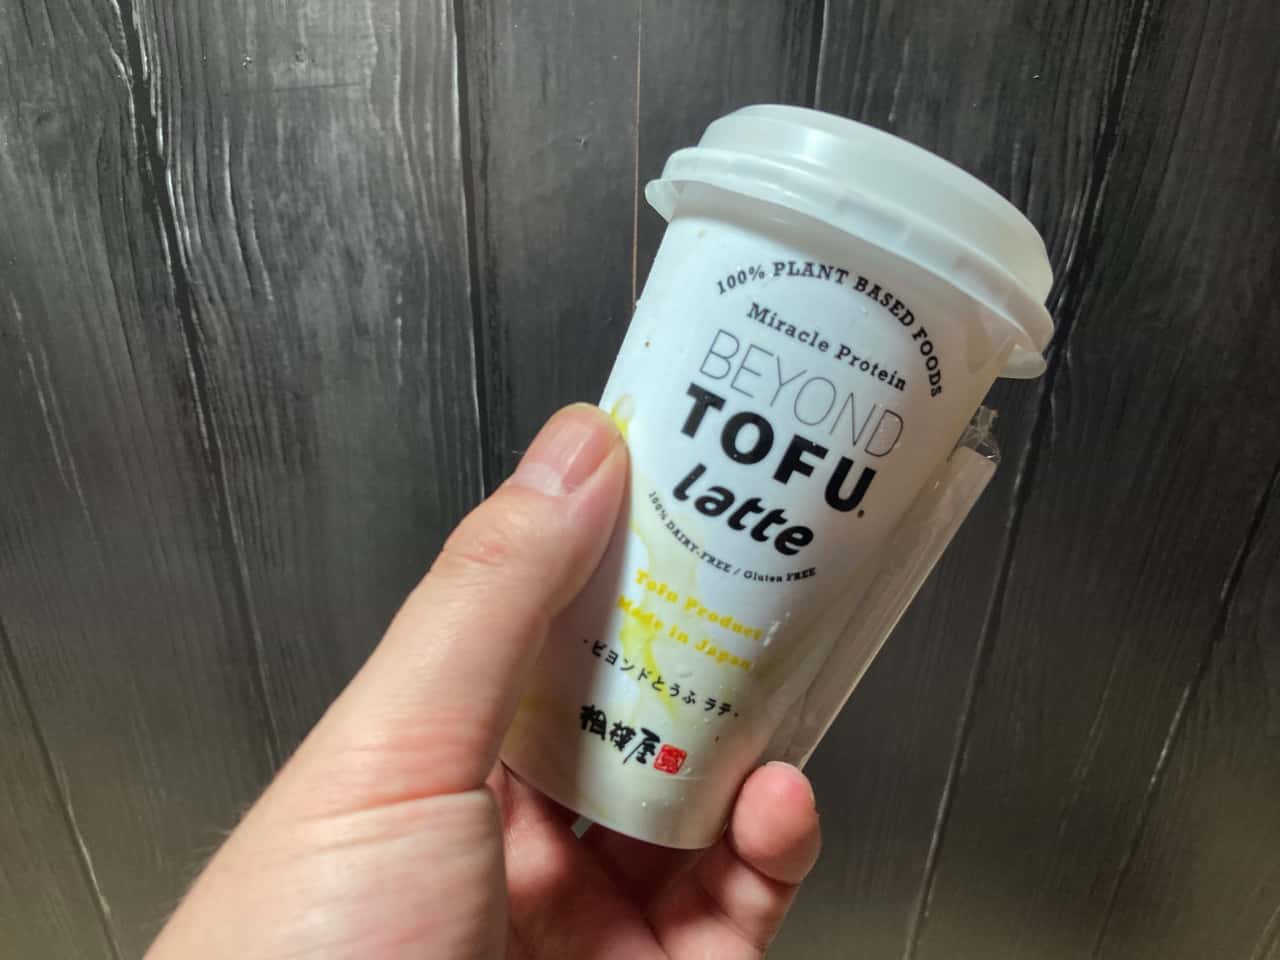 100% PLANT BASED FOODS
Miracle Protein
BEYOND
TOFU®
latte
100% DAIRY-FREE / Gluten FREE
Tofu Product
Made in Japan
・ビヨンドとうふ ラテ・
相模屋